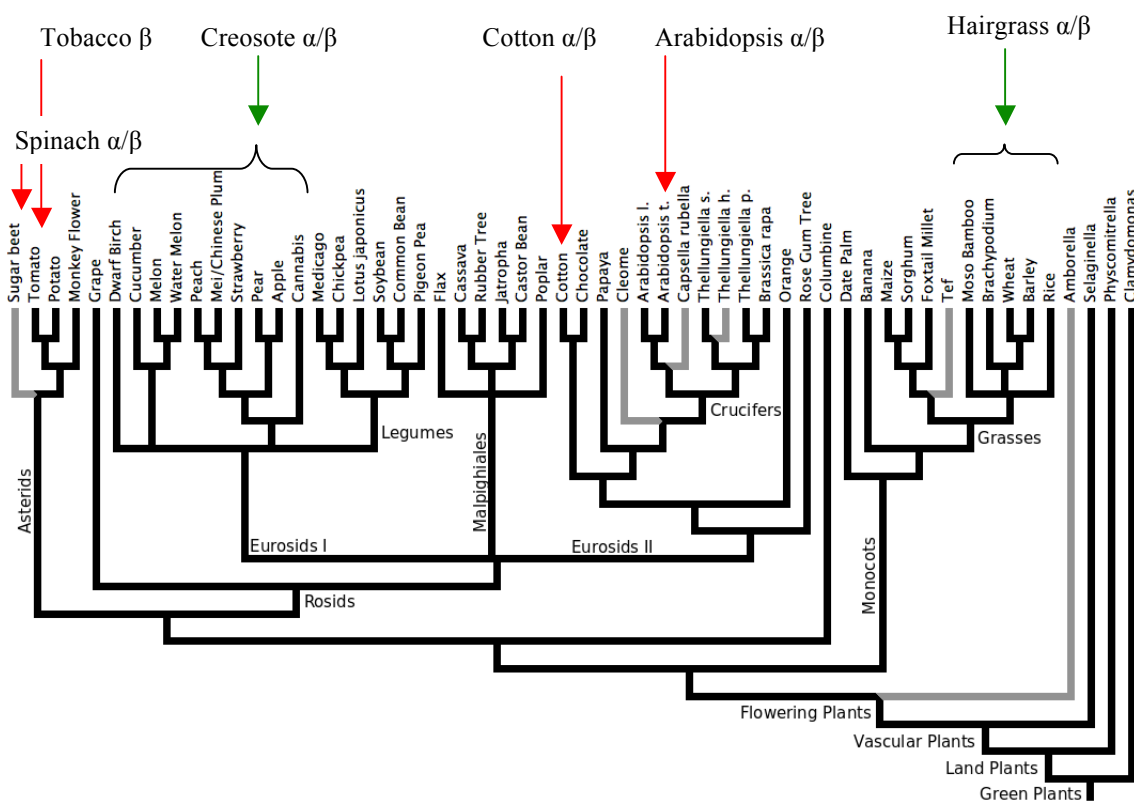 Tobacco β
Creosote α/β
Cotton α/β
Arabidopsis α/β
Hairgrass α/β
Spinach α/β
Sugar beet
Tomato
Potato
Monkey Flower
Grape
Dwarf Birch
Cucumber
Melon
Water Melon
Peach
Mei/Chinese Plum
Strawberry
Pear
Apple
Cannabis
Medicago
Chickpea
Lotus japonicus
Soybean
Common Bean
Pigeon Pea
Flax
Cassava
Rubber Tree
Jatropha
Castor Bean
Poplar
Cotton
Chocolate
Papaya
Cleome
Arabidopsis l.
Arabidopsis t.
Capsella rubella
Thellungiella s.
Thellungiella h.
Thellungiella p.
Brassica rapa
Orange
Rose Gum Tree
Columbine
Date Palm
Banana
Maize
Sorghum
Foxtail Millet
Tef
Moso Bamboo
Brachypodium
Wheat
Barley
Rice
Amborella
Selaginella
Physcomitrella
Clamydomonas
Crucifers
Legumes
Grasses
Asterids
Malpighiales
Eurosids I
Eurosids II
Monocots
Rosids
Flowering Plants
Vascular Plants
Land Plants
Green Plants